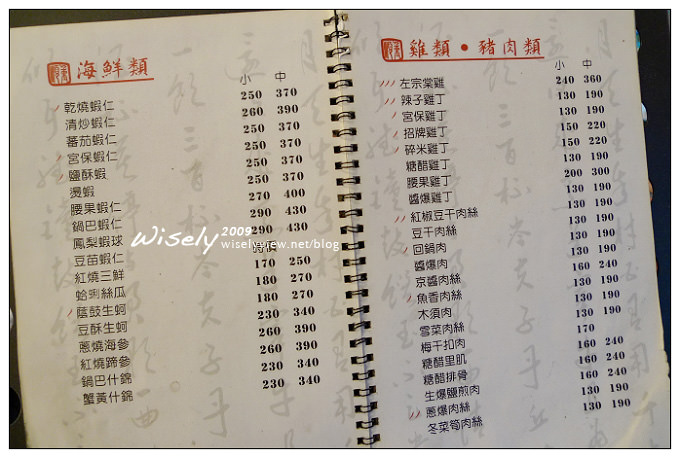 海鮮類
小 中
乾燒蝦仁 250 370
清炒蝦仁 260 390
蕃茄蝦仁 250 370
宮保蝦仁 250 370
鹽酥蝦 250 370
燙蝦 250 370
腰果蝦仁 270 400
鍋巴蝦仁 290 430
鳳梨蝦球 290 430
豆苗蝦仁 特價
紅燒三鮮 170 250
蛤蜊絲瓜 180 270
蔭鼓生蚵 180 270
豆酥生蚵 230 340
蔥燒海參 260 390
紅燒蹄參 260 390
鍋巴什錦 230 340
蟹黃什錦 230 340
雞類•豬肉類
小 中
左宗棠雞 240 360
辣子雞丁 130 190
宮保雞丁 130 190
招牌雞丁 150 220
碎米雞丁 150 220
糖醋雞丁 130 190
腰果雞丁 200 300
醬爆雞丁 130 190
紅椒豆干肉絲 130 190
豆干肉絲 130 190
回鍋肉 130 190
醬爆肉 130 190
京醬肉絲 160 240
魚香肉絲 130 190
木須肉 130 190
雪菜肉絲 130 190
梅干扣肉 170
糖醋里肌 160 240
糖醋排骨 160 240
生爆鹽煎肉 160 240
蔥爆肉絲 130 190
冬菜筍肉絲 130 190
Wisely 2009
wiselyview.net/blog